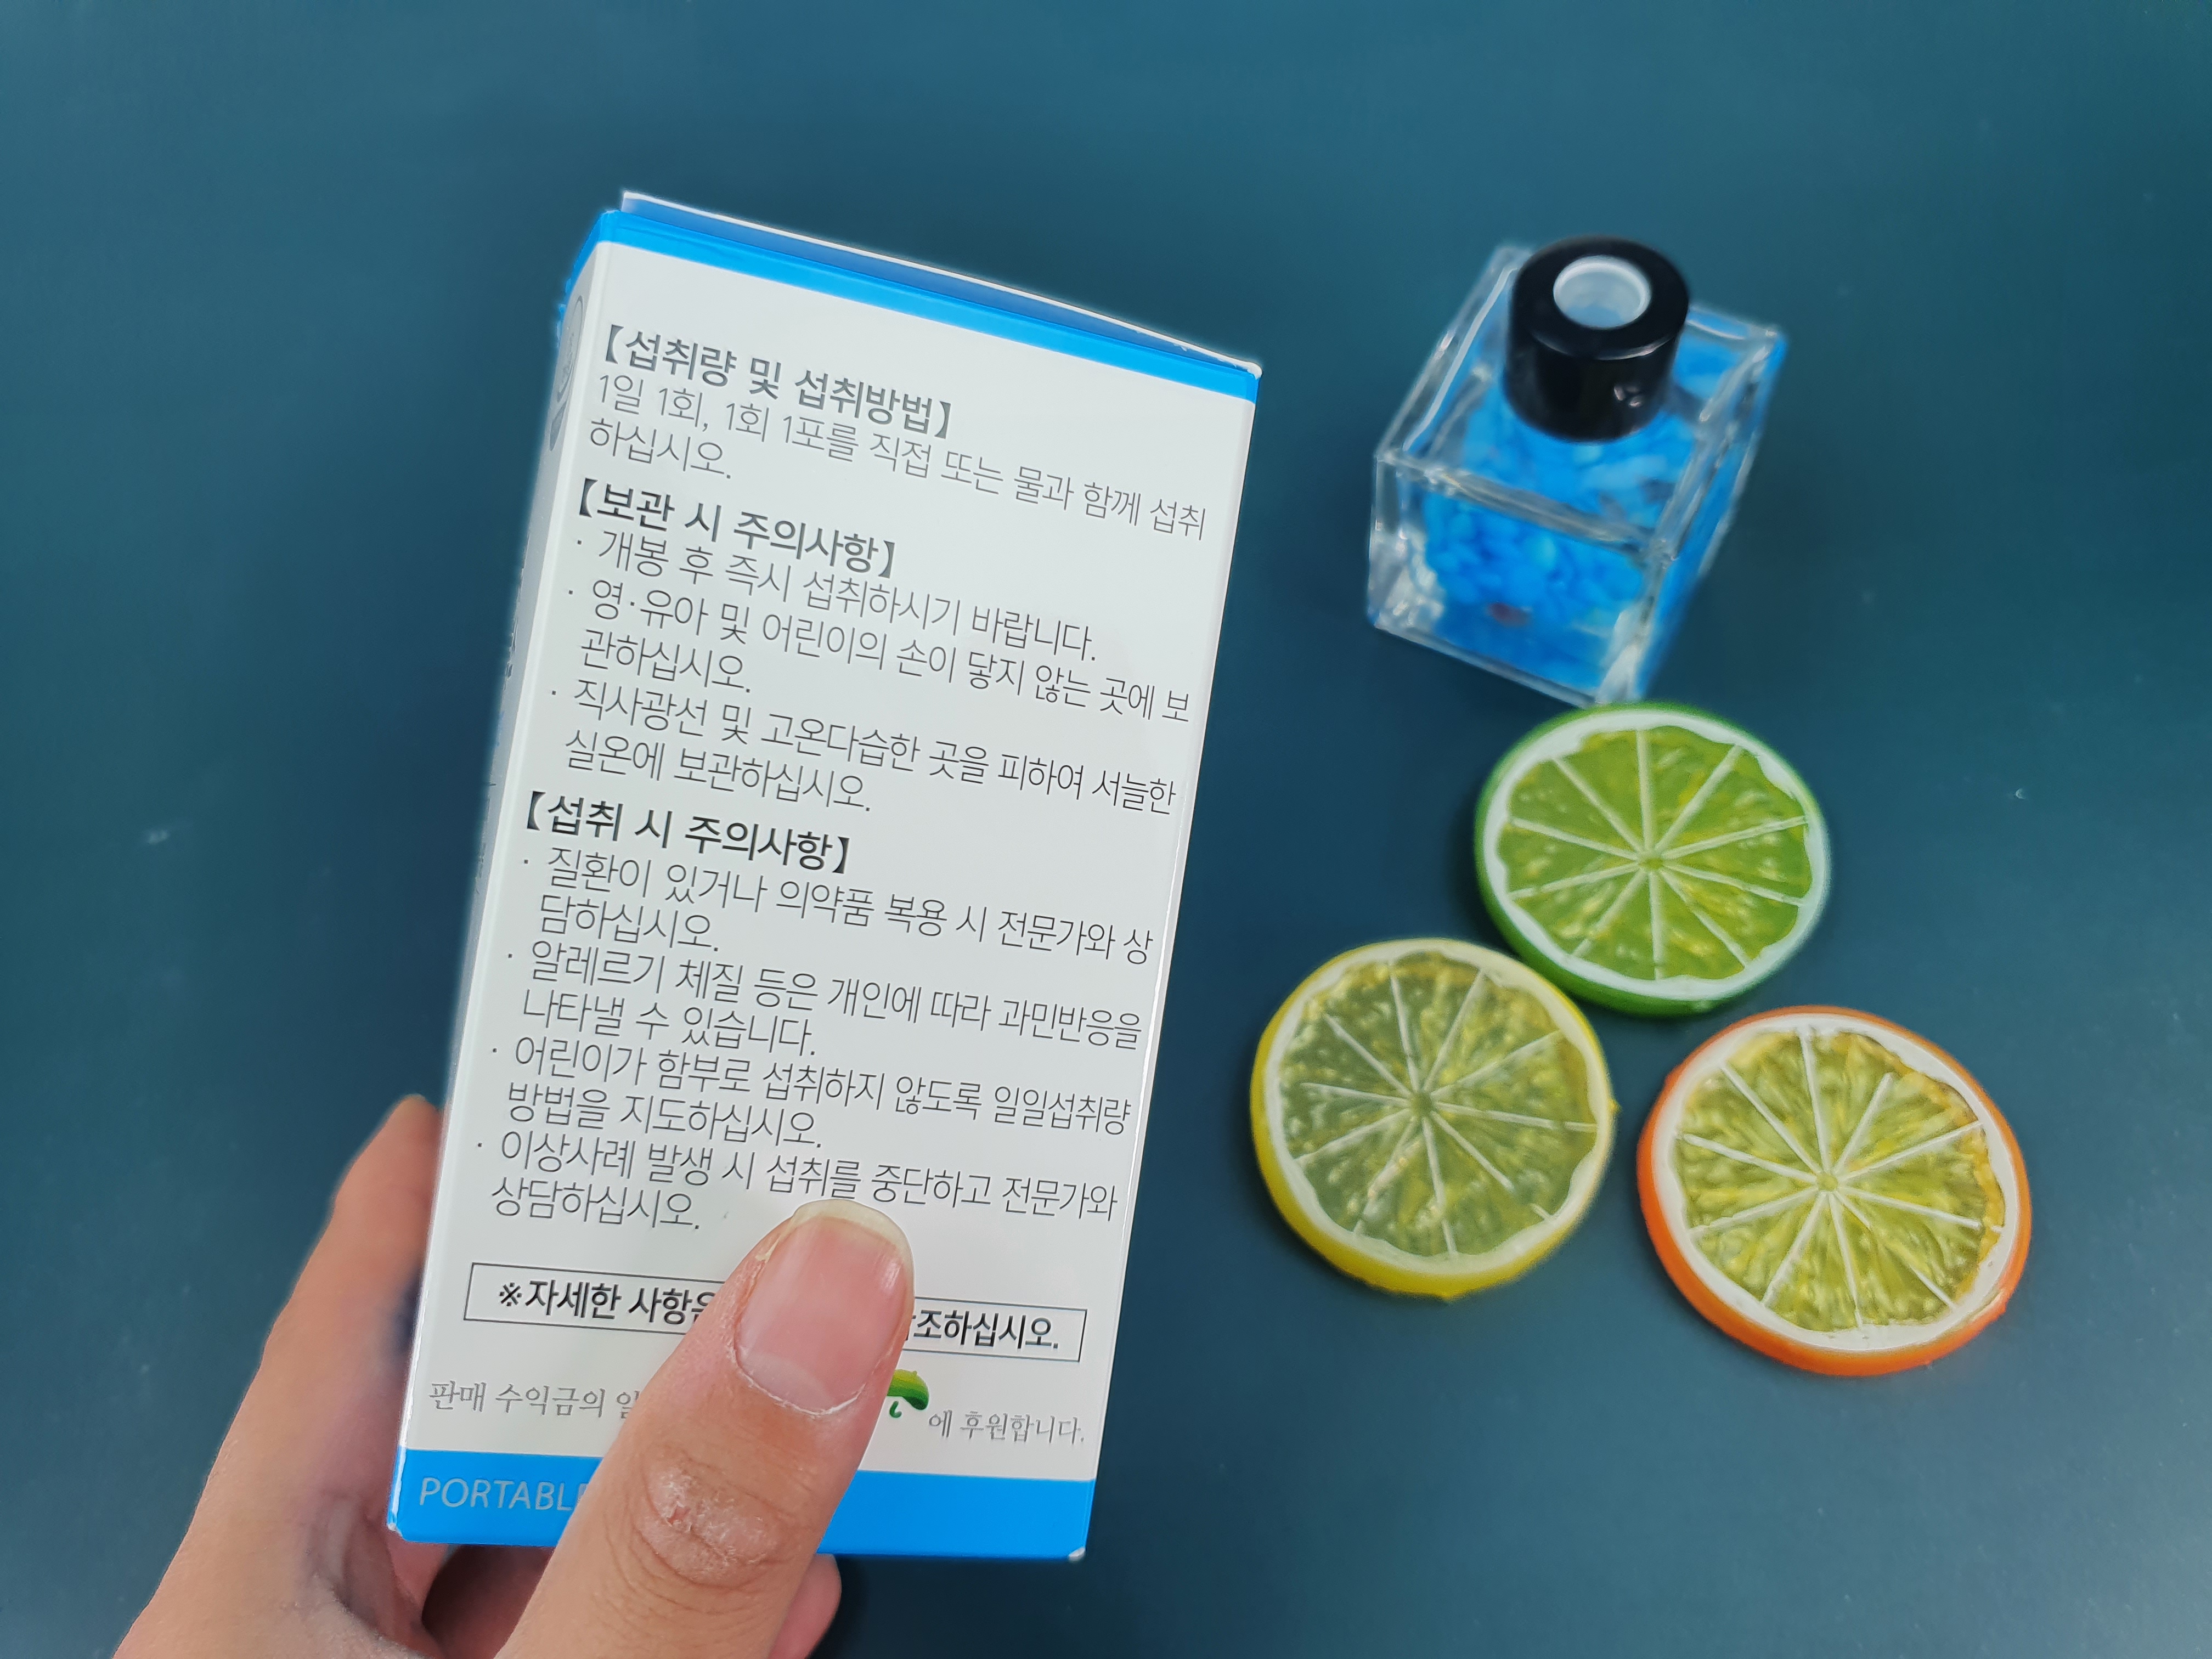 【섭취량 및 섭취방법】
1일 1회, 1회 1포를 직접 또는 물과 함께 섭취
하십시오.
【보관 시 주의사항】
· 개봉 후 즉시 섭취하시기 바랍니다.
· 영·유아 및 어린이의 손이 닿지 않는 곳에 보
관하십시오.
· 직사광선 및 고온다습한 곳을 피하여 서늘한
실온에 보관하십시오.
【섭취 시 주의사항】
· 질환이 있거나 의약품 복용 시 전문가와 상
담하십시오.
· 알레르기 체질 등은 개인에 따라 과민반응을
나타낼 수 있습니다.
· 어린이가 함부로 섭취하지 않도록 일일섭취량
방법을 지도하십시오.
· 이상사례 발생 시 섭취를 중단하고 전문가와
상담하십시오.
※자세한 사항은 조하십시오.
판매 수익금의 에 후원합니다.
PORTABLE